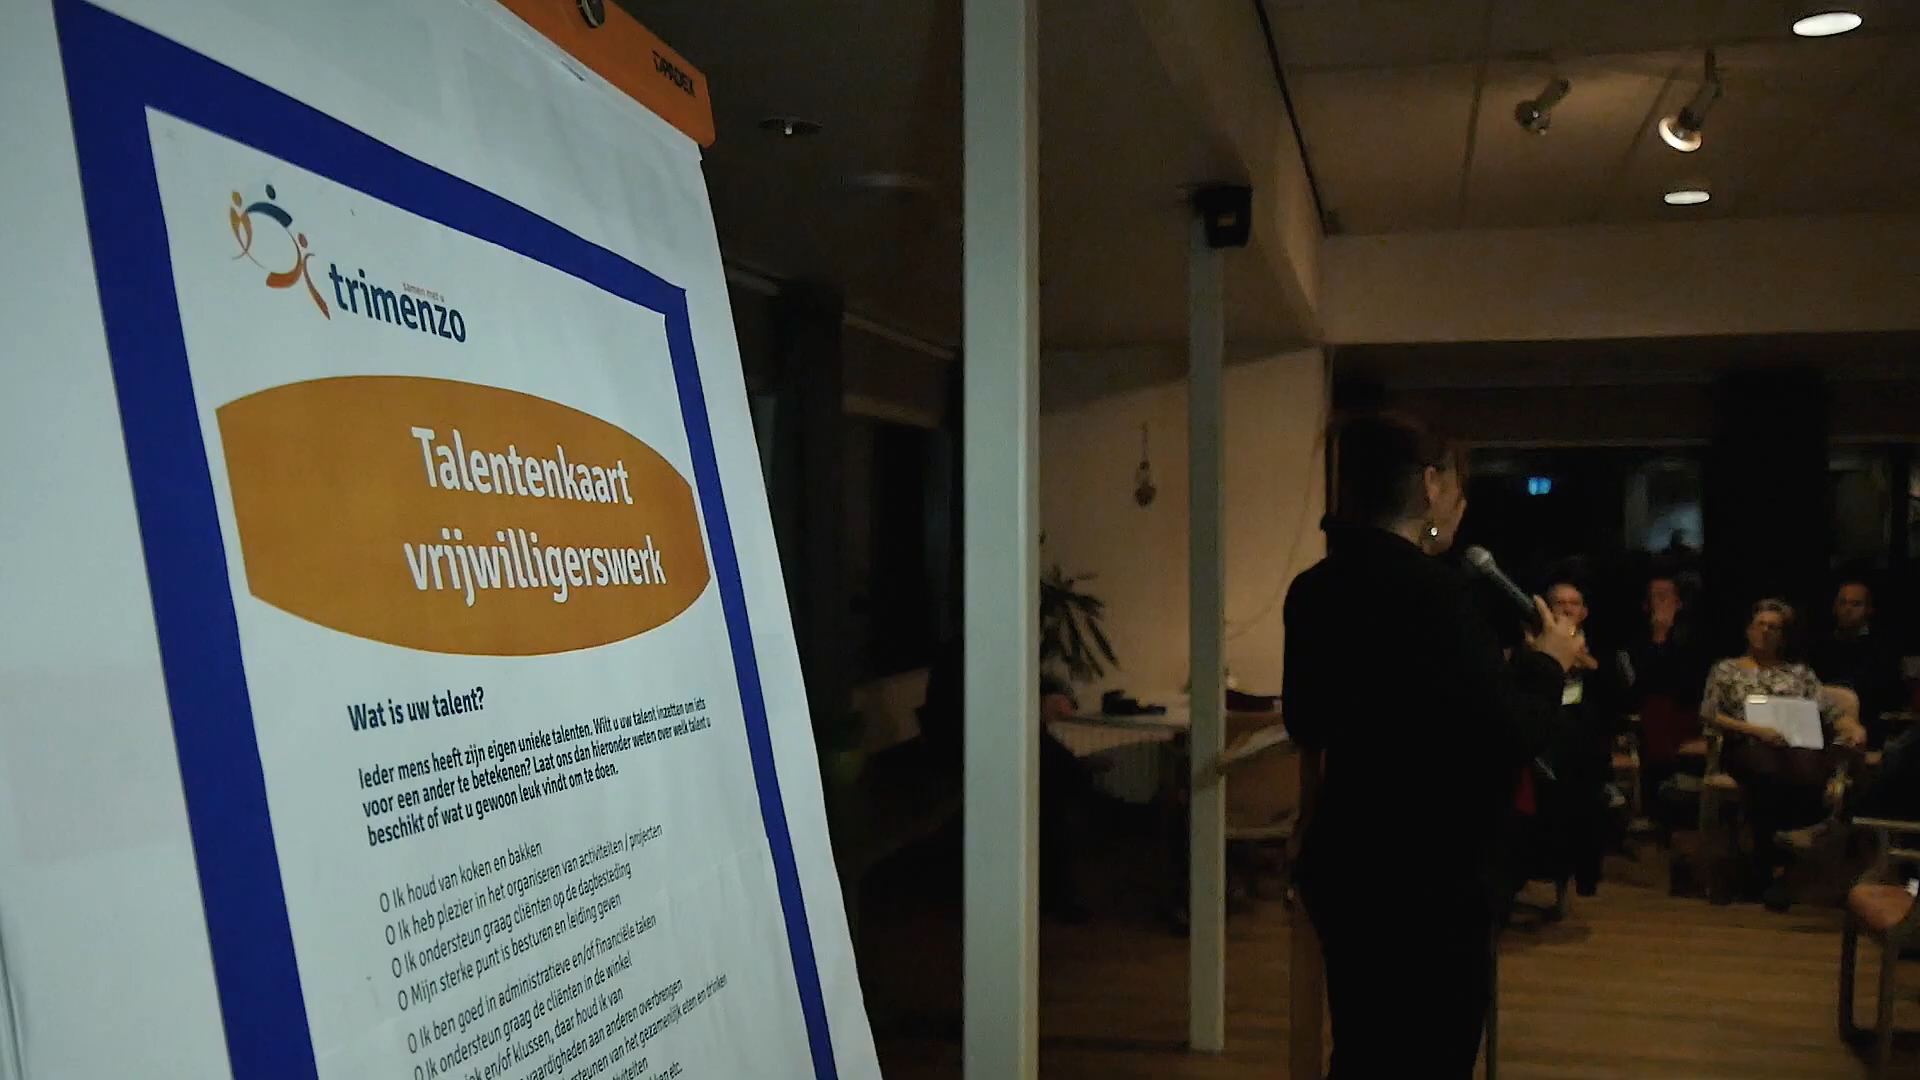 OPADEX
samen met u
trimenzo
Talentenkaart
vrijwilligerswerk
Wat is uw talent?
Ieder mens heeft zijn eigen unieke talenten. Wilt u uw talent inzetten om iets
voor een ander te betekenen? Laat ons dan hieronder weten over welk talent u
beschikt of wat u gewoon leuk vindt om te doen.
O Ik houd van koken en bakken
O Ik heb plezier in het organiseren van activiteiten / projecten
O Ik ondersteun graag cliënten op de dagbesteding
O Mijn sterke punt is besturen en leiding geven
O Ik ben goed in administratieve en/of financiële taken
O Ik ondersteun graag de cliënten in de winkel
en/of klussen, daar houd ik van
vaardigheden aan anderen overbrengen
van het gezamenlijk eten en drinken
etc.